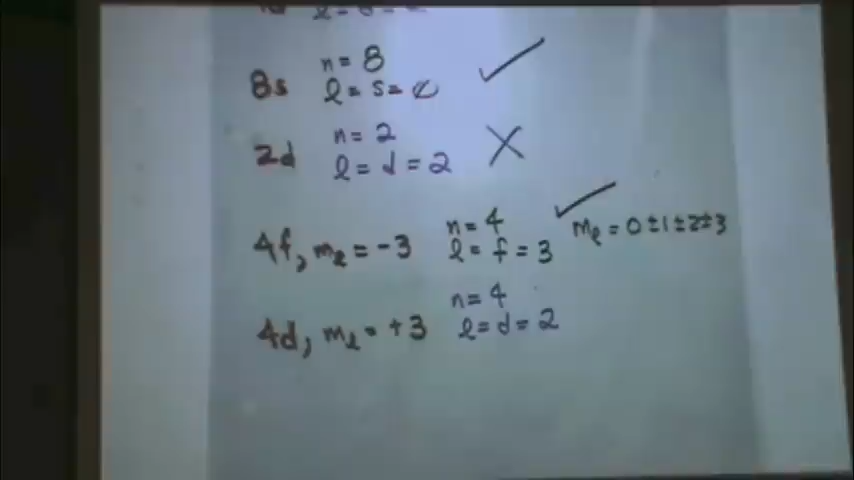 n = 8
8s l = s = 0 ✓
n = 2
2d l = d = 2 X
n = 4 ✓
4f, ml = -3 l = f = 3 ml = 0 ±1 ±2 ±3
n = 4
4d, ml = +3 l = d = 2